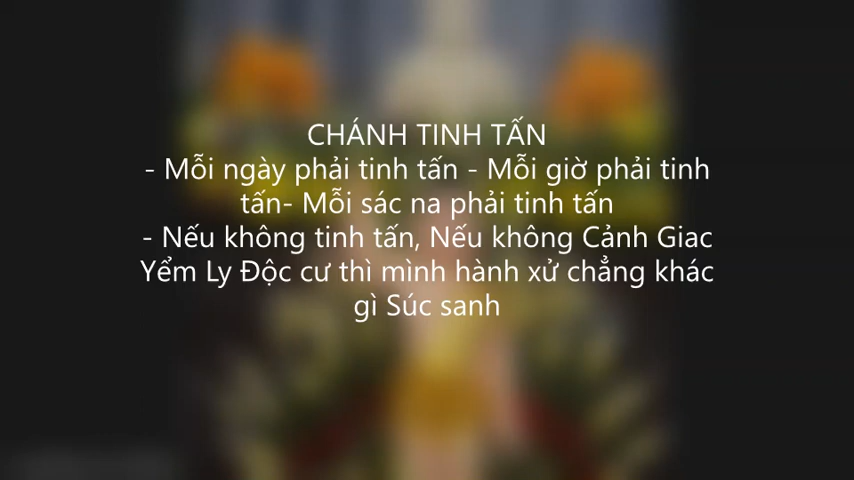 CHÁNH TINH TẤN
- Mỗi ngày phải tinh tấn - Mỗi giờ phải tinh
tấn- Mỗi sác na phải tinh tấn
- Nếu không tinh tấn, Nếu không Cảnh Giac
Yểm Ly Độc cư thì mình hành xử chẳng khác
gì Súc sanh